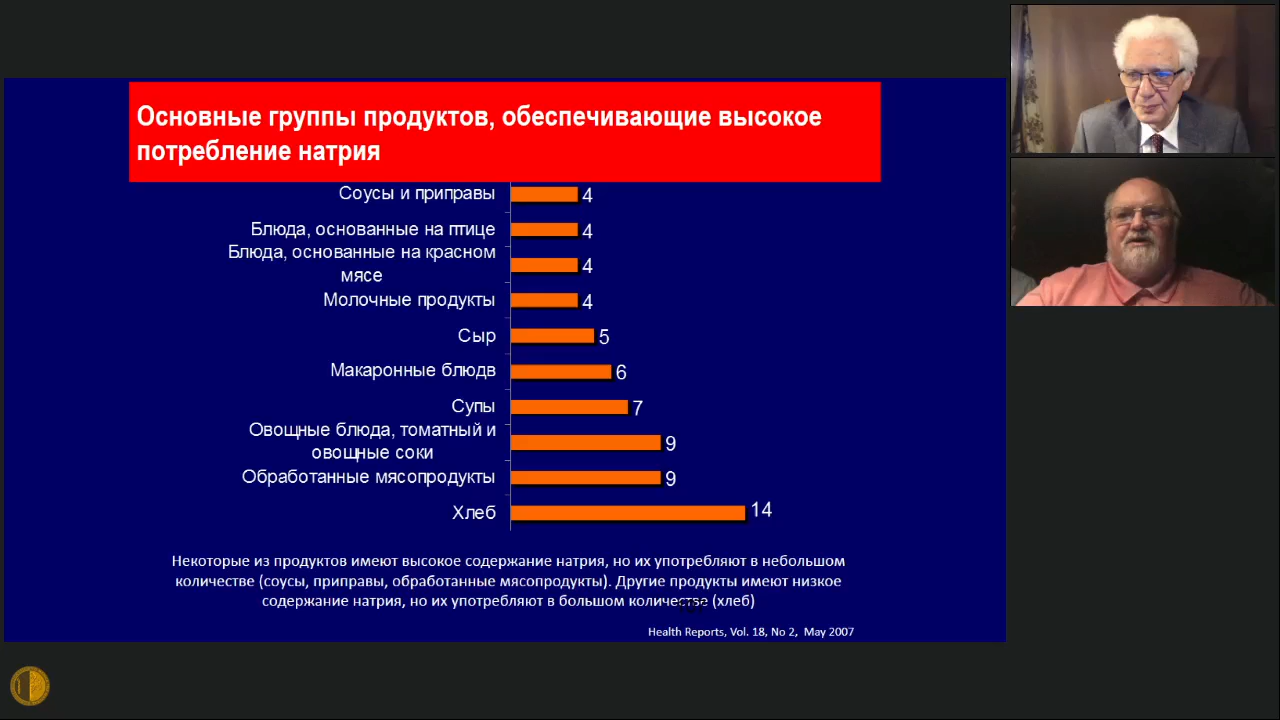 Основные группы продуктов, обеспечивающие высокое
потребление натрия
Соусы и приправы 4
Блюда, основанные на птице 4
Блюда, основанные на красном
мясе 4
Молочные продукты 4
Сыр 5
Макаронные блюдв 6
Супы 7
Овощные блюда, томатный и
овощные соки 9
Обработанные мясопродукты 9
Хлеб 14
Некоторые из продуктов имеют высокое содержание натрия, но их употребляют в небольшом
количестве (соусы, приправы, обработанные мясопродукты). Другие продукты имеют низкое
содержание натрия, но их употребляют в большом количестве (хлеб)
Health Reports, Vol. 18, No 2, May 2007